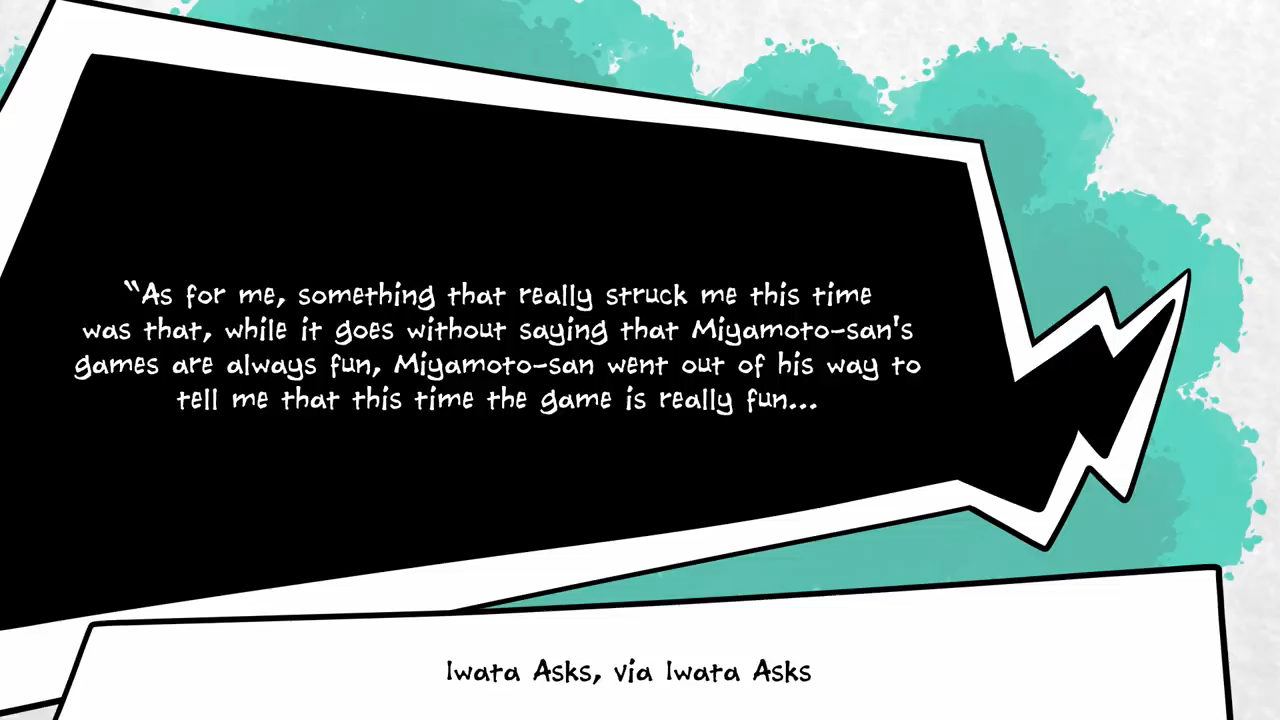 “As for me, something that really struck me this time
was that, while it goes without saying that Miyamoto-san's
games are always fun, Miyamoto-san went out of his way to
tell me that this time the game is really fun...
Iwata Asks, via Iwata Asks